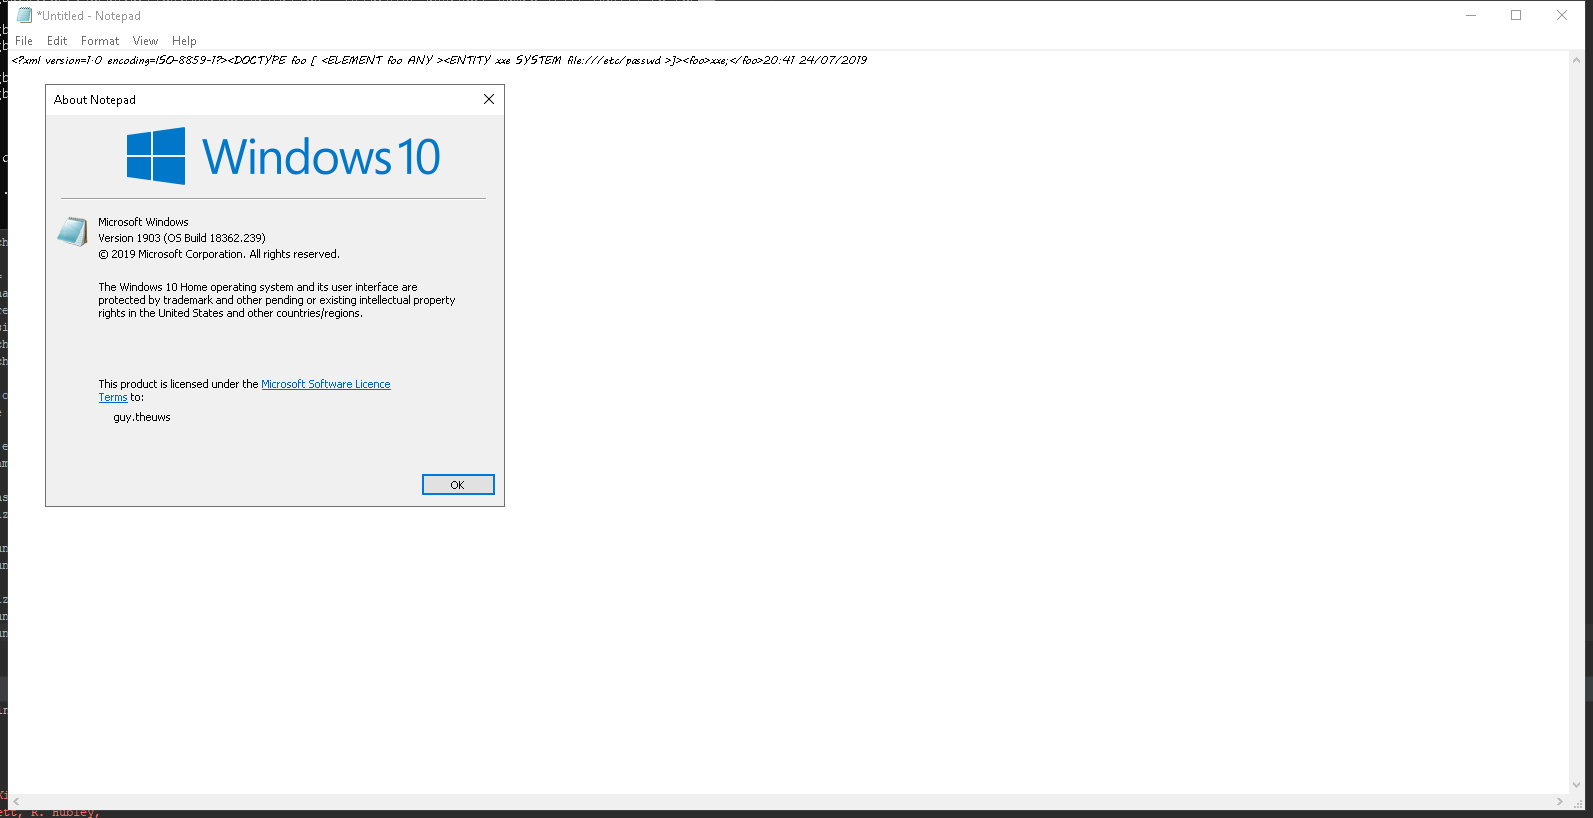 *Untitled - Notepad
File Edit Format View Help
<?xml version=1.0 encoding=ISO-8859-1?><DOCTYPE foo [ <ELEMENT foo ANY ><ENTITY xxe SYSTEM file:///etc/passwd >]><foo>xxe;</foo>20:41 24/07/2019
About Notepad
Windows 10
Microsoft Windows
Version 1903 (OS Build 18362.239)
© 2019 Microsoft Corporation. All rights reserved.
The Windows 10 Home operating system and its user interface are
protected by trademark and other pending or existing intellectual property
rights in the United States and other countries/regions.
This product is licensed under the Microsoft Software Licence
Terms to:
guy.theuws
OK
R. Hubley,